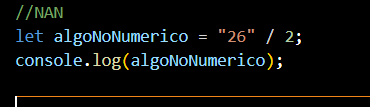 //NAN
let algoNoNumerico = "26" / 2;
console.log(algoNoNumerico);